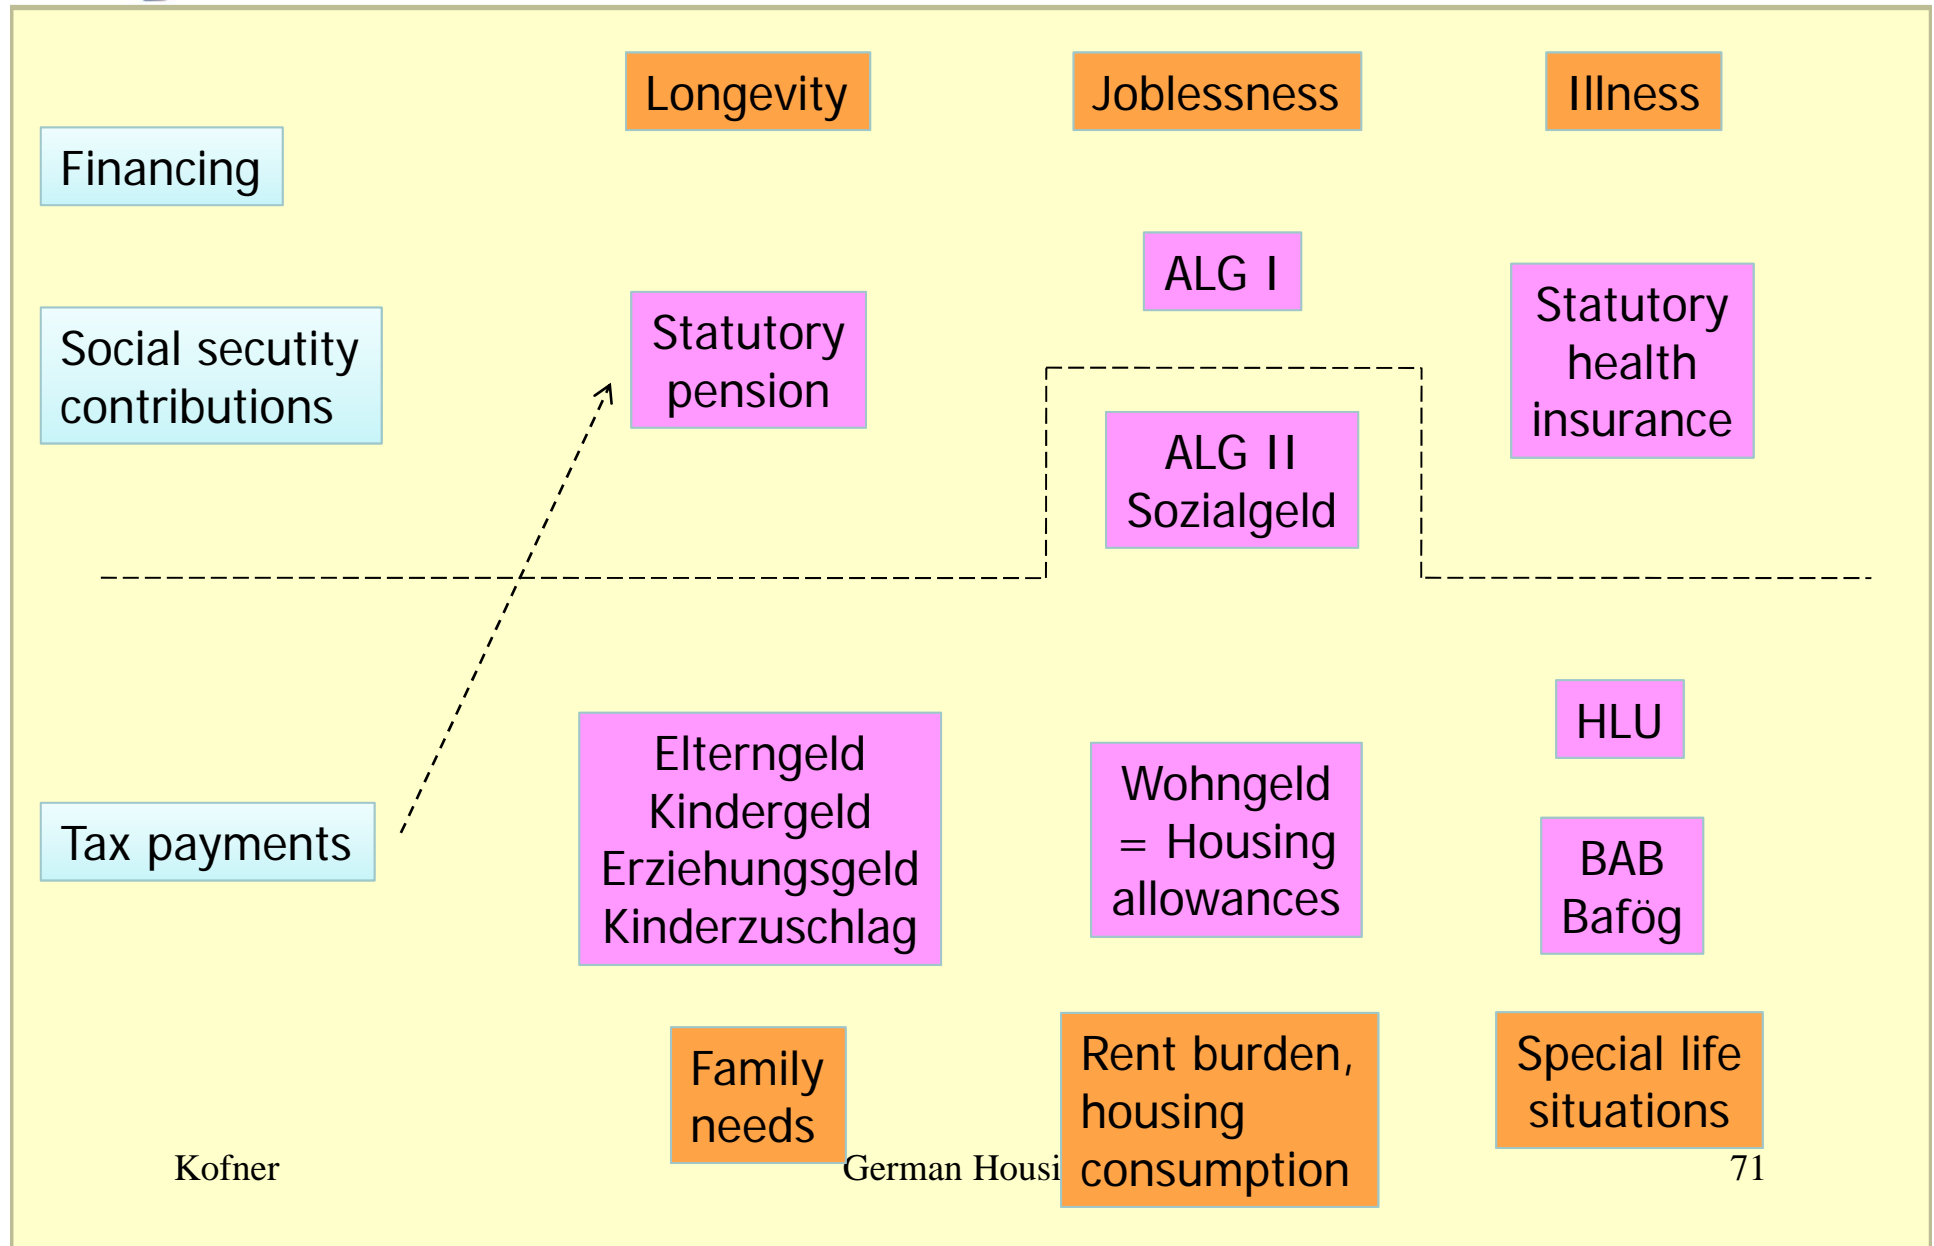 Longevity
Joblessness
Illness
Financing
ALG I
Social secutity
contributions
Statutory
pension
Statutory
health
insurance
ALG II
Sozialgeld
Tax payments
Elterngeld
Kindergeld
Erziehungsgeld
Kinderzuschlag
Wohngeld
= Housing
allowances
HLU
BAB
Bafög
Family
needs
Rent burden,
housing
consumption
Special life
situations
Kofner
German Housi
71